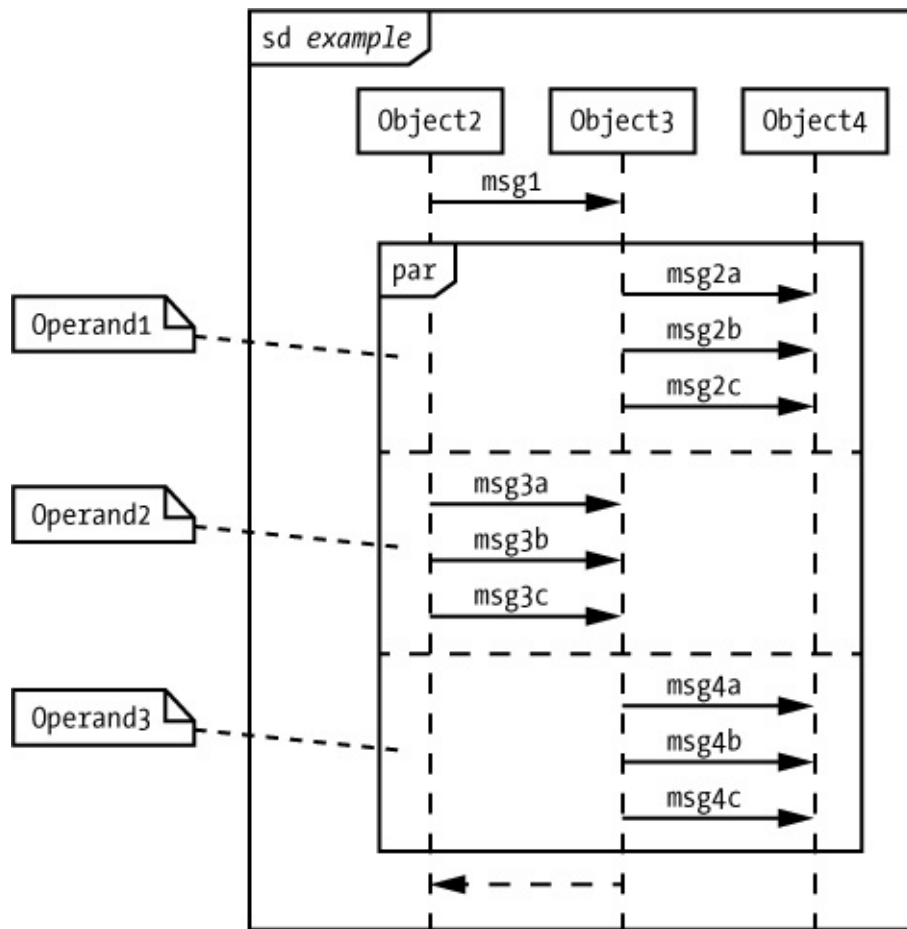 sd example
Object2 Object3 Object4
msg1
par
msg2a
Operand1
msg2b
msg2c
msg3a
Operand2
msg3b
msg3c
msg4a
Operand3
msg4b
msg4c